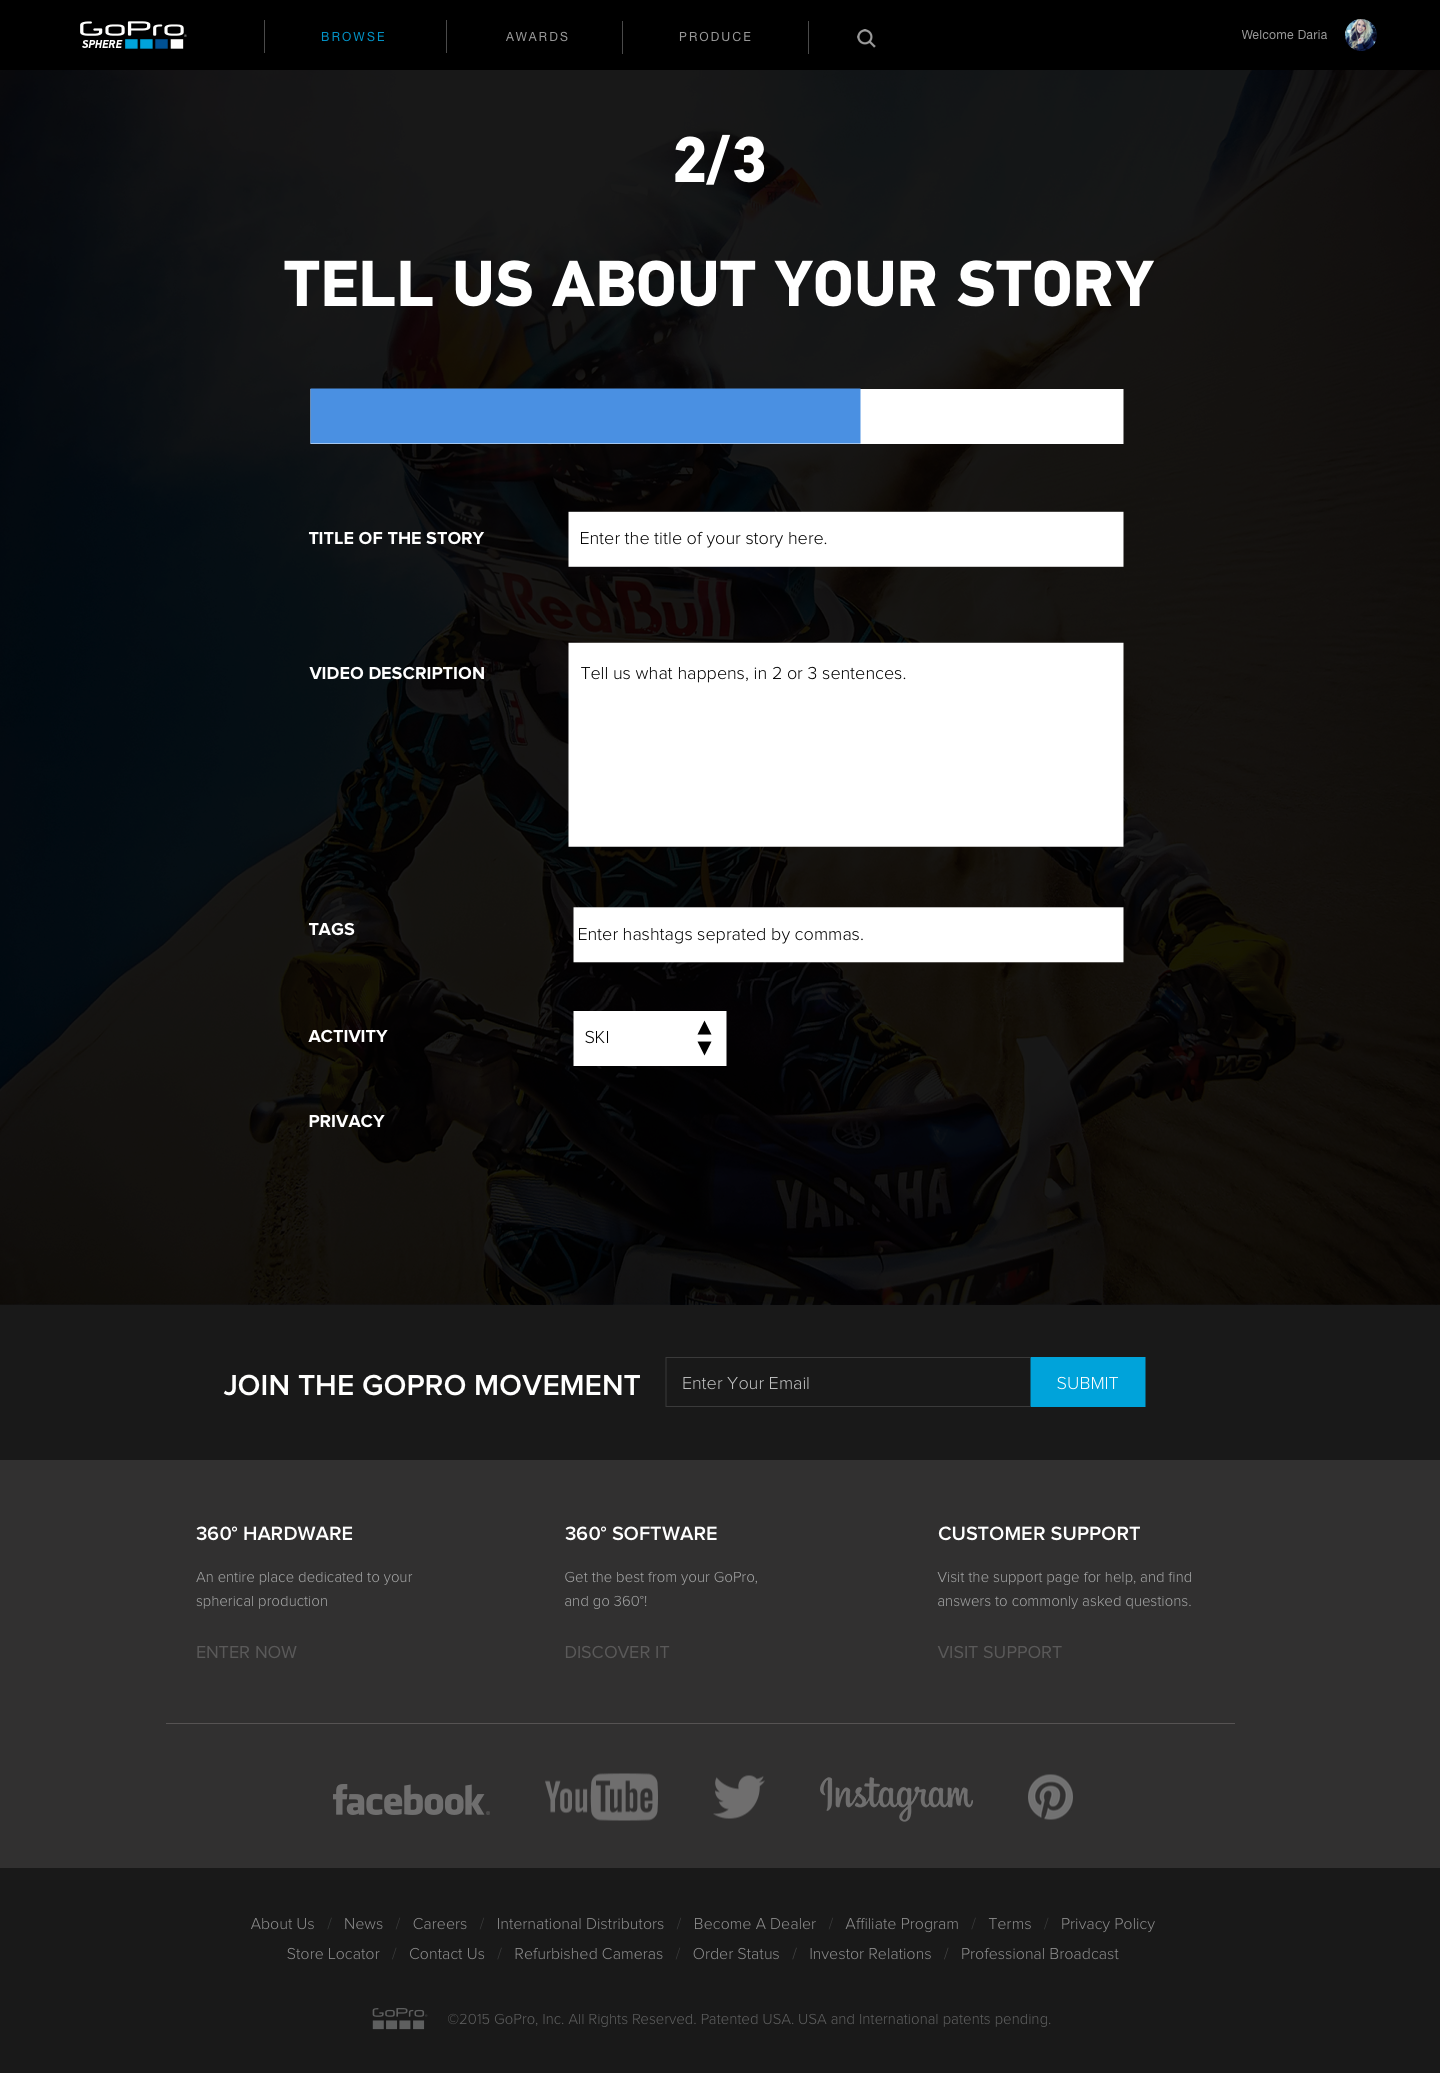 GoPro
SPHERE
BROWSE
AWARDS
PRODUCE
Welcome Daria
2/3
TELL US ABOUT YOUR STORY
TITLE OF THE STORY
Enter the title of your story here.
RedBull
VIDEO DESCRIPTION
Tell us what happens, in 2 or 3 sentences.
TAGS
Enter hashtags seprated by commas.
ACTIVITY
SKI
PRIVACY
YAMAHA
JOIN THE GOPRO MOVEMENT
Enter Your Email
SUBMIT
360° HARDWARE
An entire place dedicated to your
spherical production
ENTER NOW
360° SOFTWARE
Get the best from your GoPro,
and go 360°!
DISCOVER IT
CUSTOMER SUPPORT
Visit the support page for help, and find
answers to commonly asked questions.
VISIT SUPPORT
facebook.
YouTube
Instagram
About Us / News / Careers / International Distributors / Become A Dealer / Affiliate Program / Terms / Privacy Policy
Store Locator / Contact Us / Refurbished Cameras / Order Status / Investor Relations / Professional Broadcast
GoPro
©2015 GoPro, Inc. All Rights Reserved. Patented USA. USA and International patents pending.